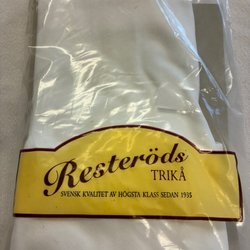 Resteröds
TRIKÅ
SVENSK KVALITET AV HÖGSTA KLASS SEDAN 1935